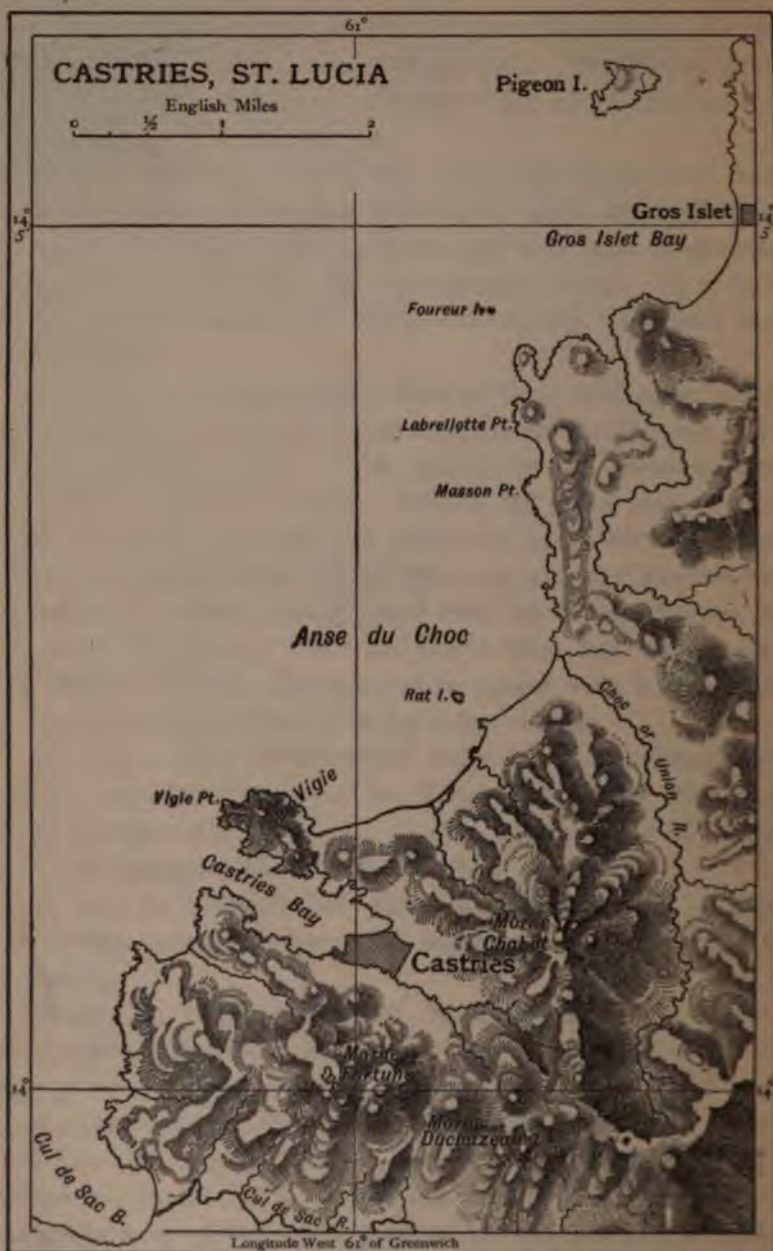 61°
CASTRIES, ST. LUCIA
English Miles
0 ½ 1 2
Pigeon I.
Gros Islet
14° 5'
14° 5'
Gros Islet Bay
Foureur Is.
Labrellotte Pt.
Masson Pt.
Anse du Choc
Rat I.
Choc or Union R.
Vigie Pt.
Vigie
Castries Bay
Morne Chabot
Castries
Morne Fortune
14°
14°
Morne Duchazeau
Cul de Sac B.
Cul de Sac R.
Longitude West 61° of Greenwich